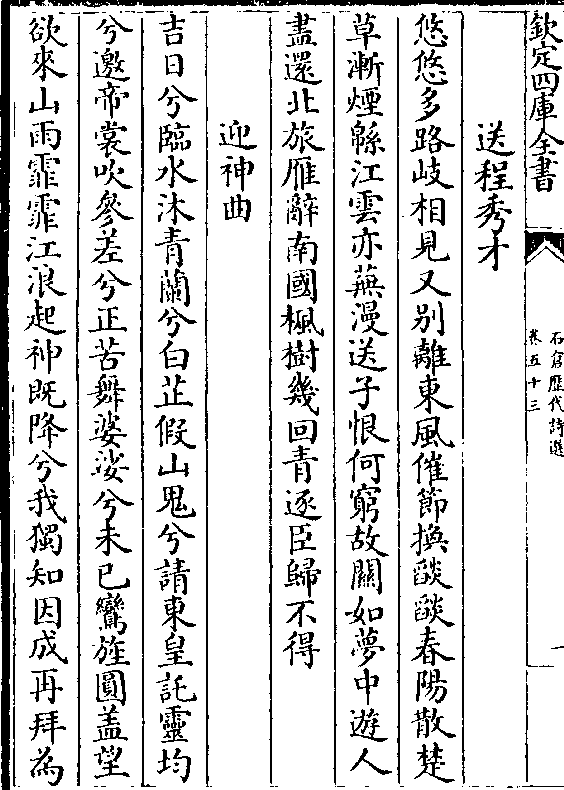 欽定四庫全書
石倉歷代詩選
卷五十三
一
送程秀才
悠悠多路歧相見又别離東風催節換燄燄春陽散楚
草漸煙緜江雲亦蕪漫送子恨何窮故關如夢中遊人
盡還北旅雁辭南國楓樹幾回青逐臣歸不得
迎神曲
吉日兮臨水沐青蘭兮白芷假山鬼兮請東皇託靈均
兮邀帝裳吹參差兮正苦舞婆娑兮未已鸞旌圓盖望
欲來山雨霏霏江浪起神既降兮我獨知因成再拜為